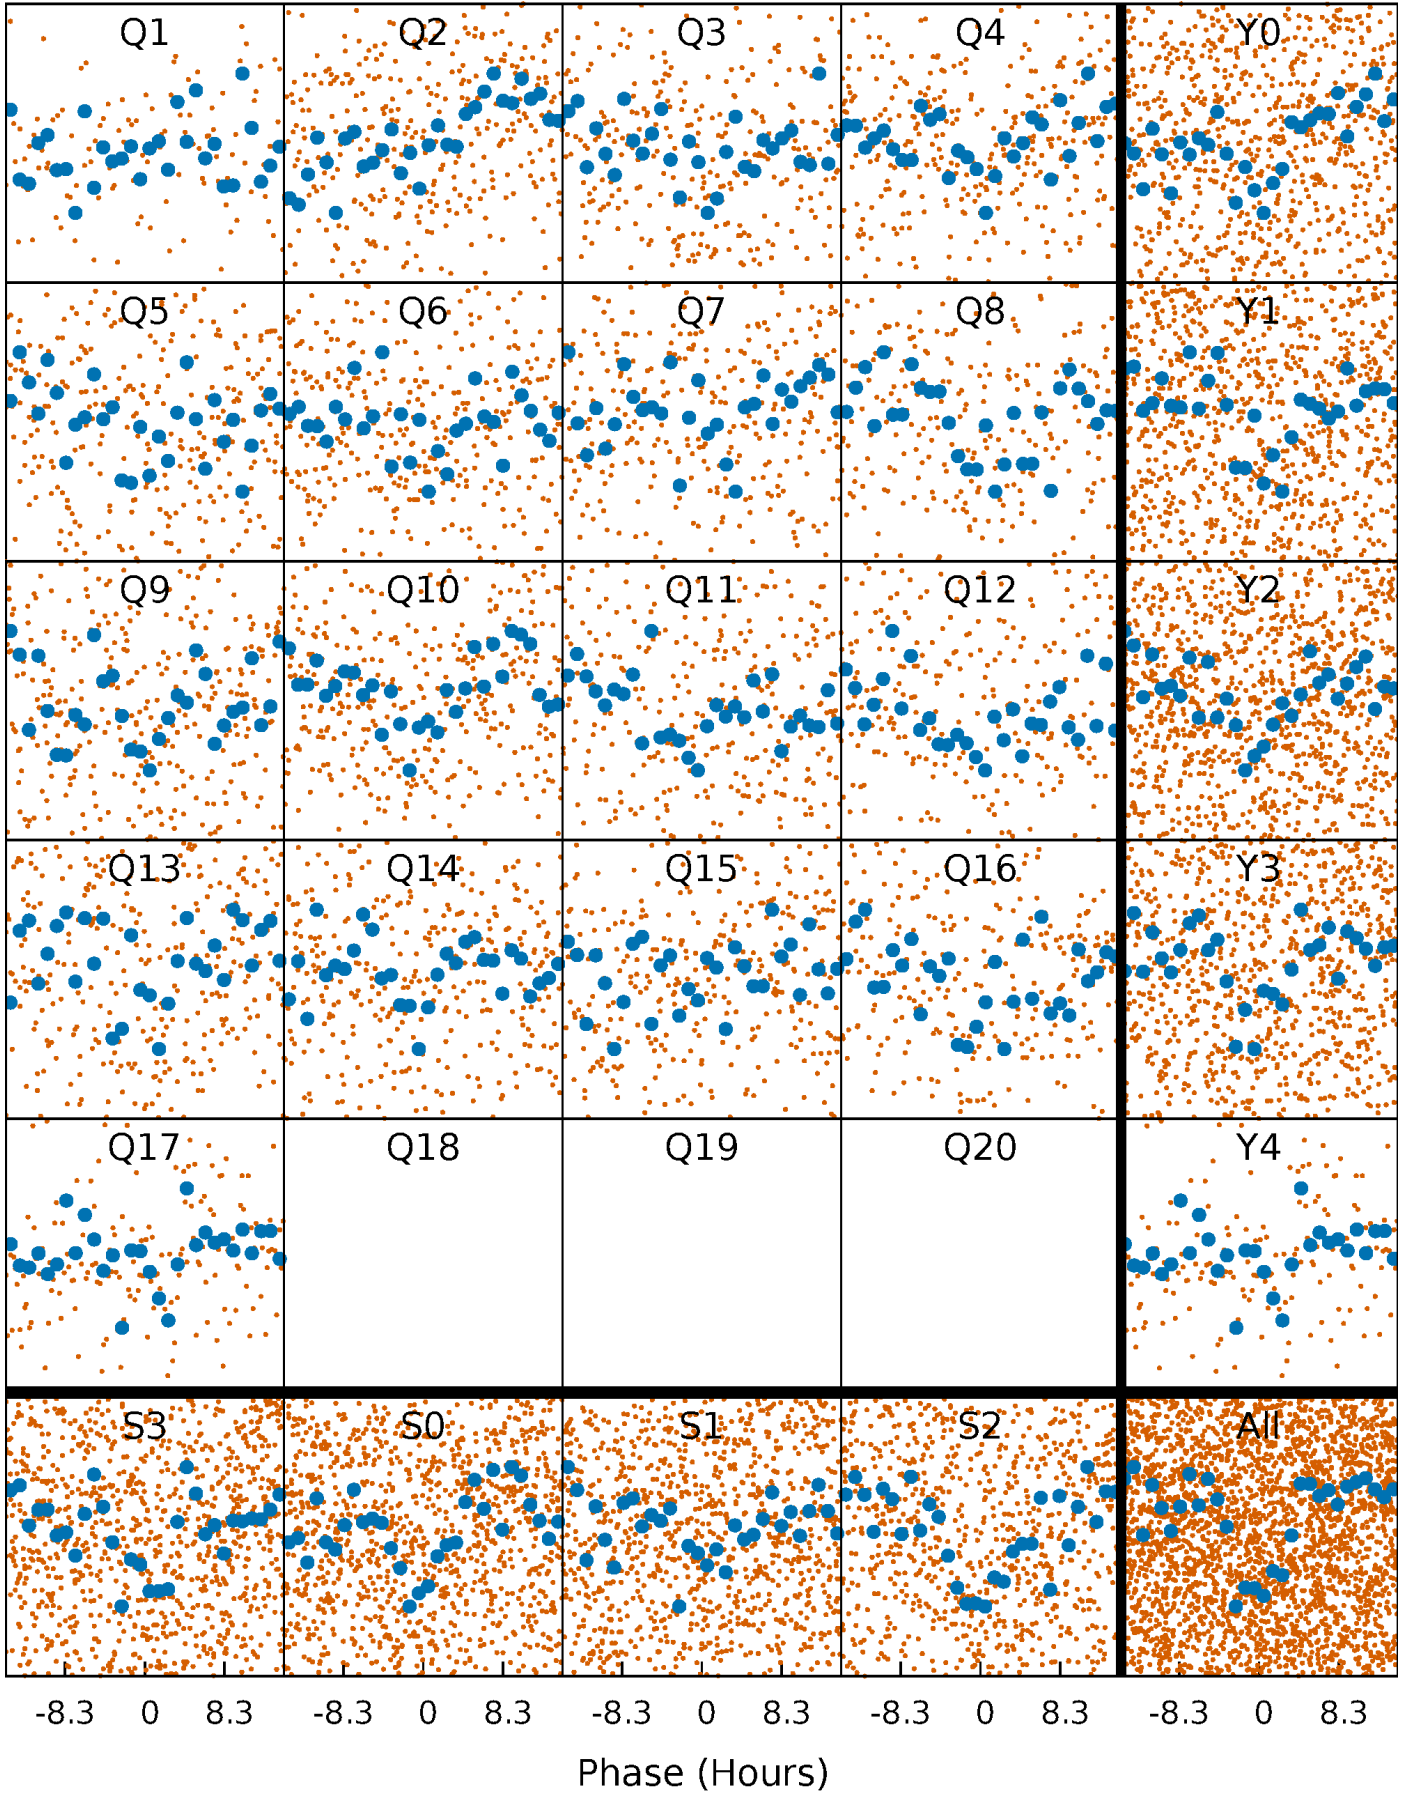 Q1 Q2 Q3 Q4 Y0
Q5 Q6 Q7 Q8 Y1
Q9 Q10 Q11 Q12 Y2
Q13 Q14 Q15 Q16 Y3
Q17 Q18 Q19 Q20 Y4
S3 S0 S1 S2 All
-8.3 0 8.3 -8.3 0 8.3 -8.3 0 8.3 -8.3 0 8.3 -8.3 0 8.3
Phase (Hours)